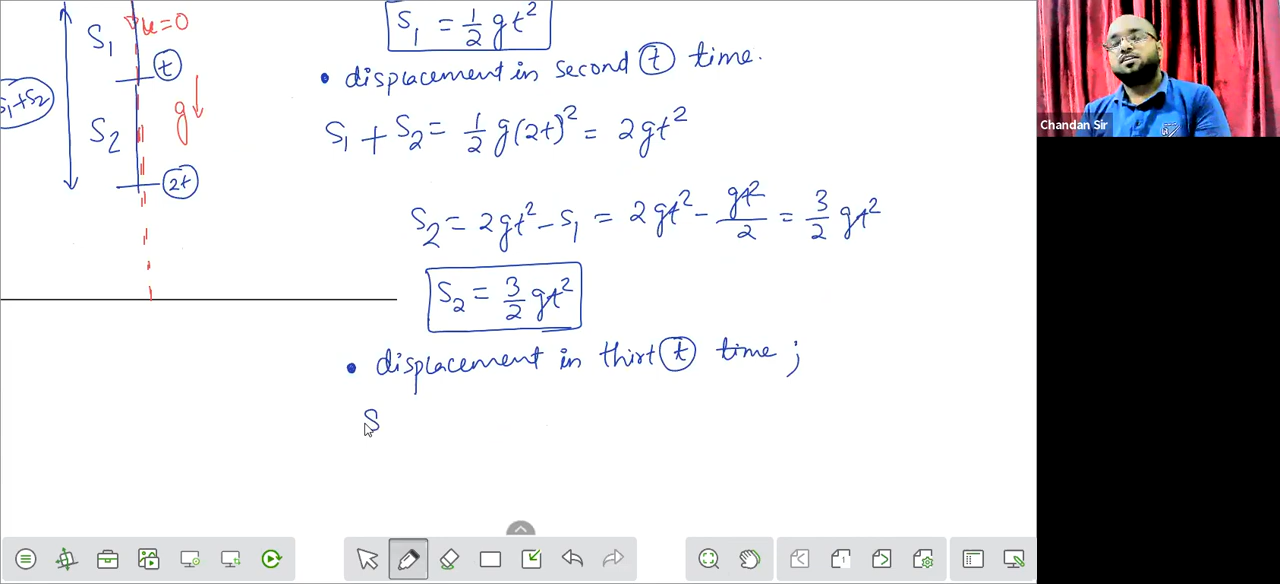 u=0
S₁
t
S₁+S₂
g↓
S₂
2t
S₁ = 1/2 gt²
• displacement in second t time.
S₁ + S₂ = 1/2 g(2t)² = 2gt²
S₂ = 2gt² - S₁ = 2gt² - gt²/2 = 3/2 gt²
S₂ = 3/2 gt²
• displacement in thirt t time ;
S
Chandan Sir